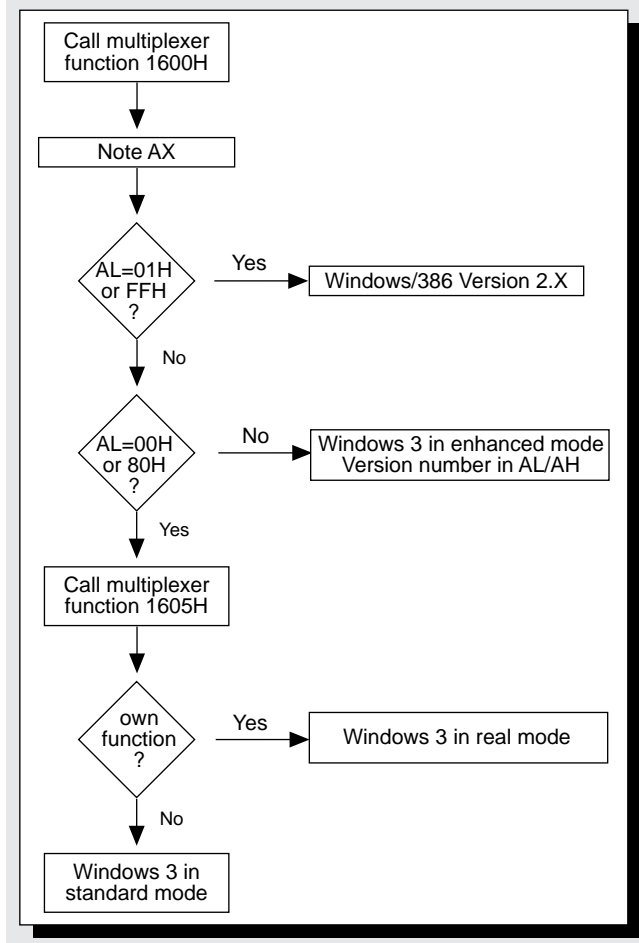 Call multiplexer
function 1600H
Note AX
AL=01H
or FFH
?
Yes
Windows/386 Version 2.X
No
AL=00H
or 80H
?
No
Windows 3 in enhanced mode
Version number in AL/AH
Yes
Call multiplexer
function 1605H
own
function
?
Yes
Windows 3 in real mode
No
Windows 3 in
standard mode